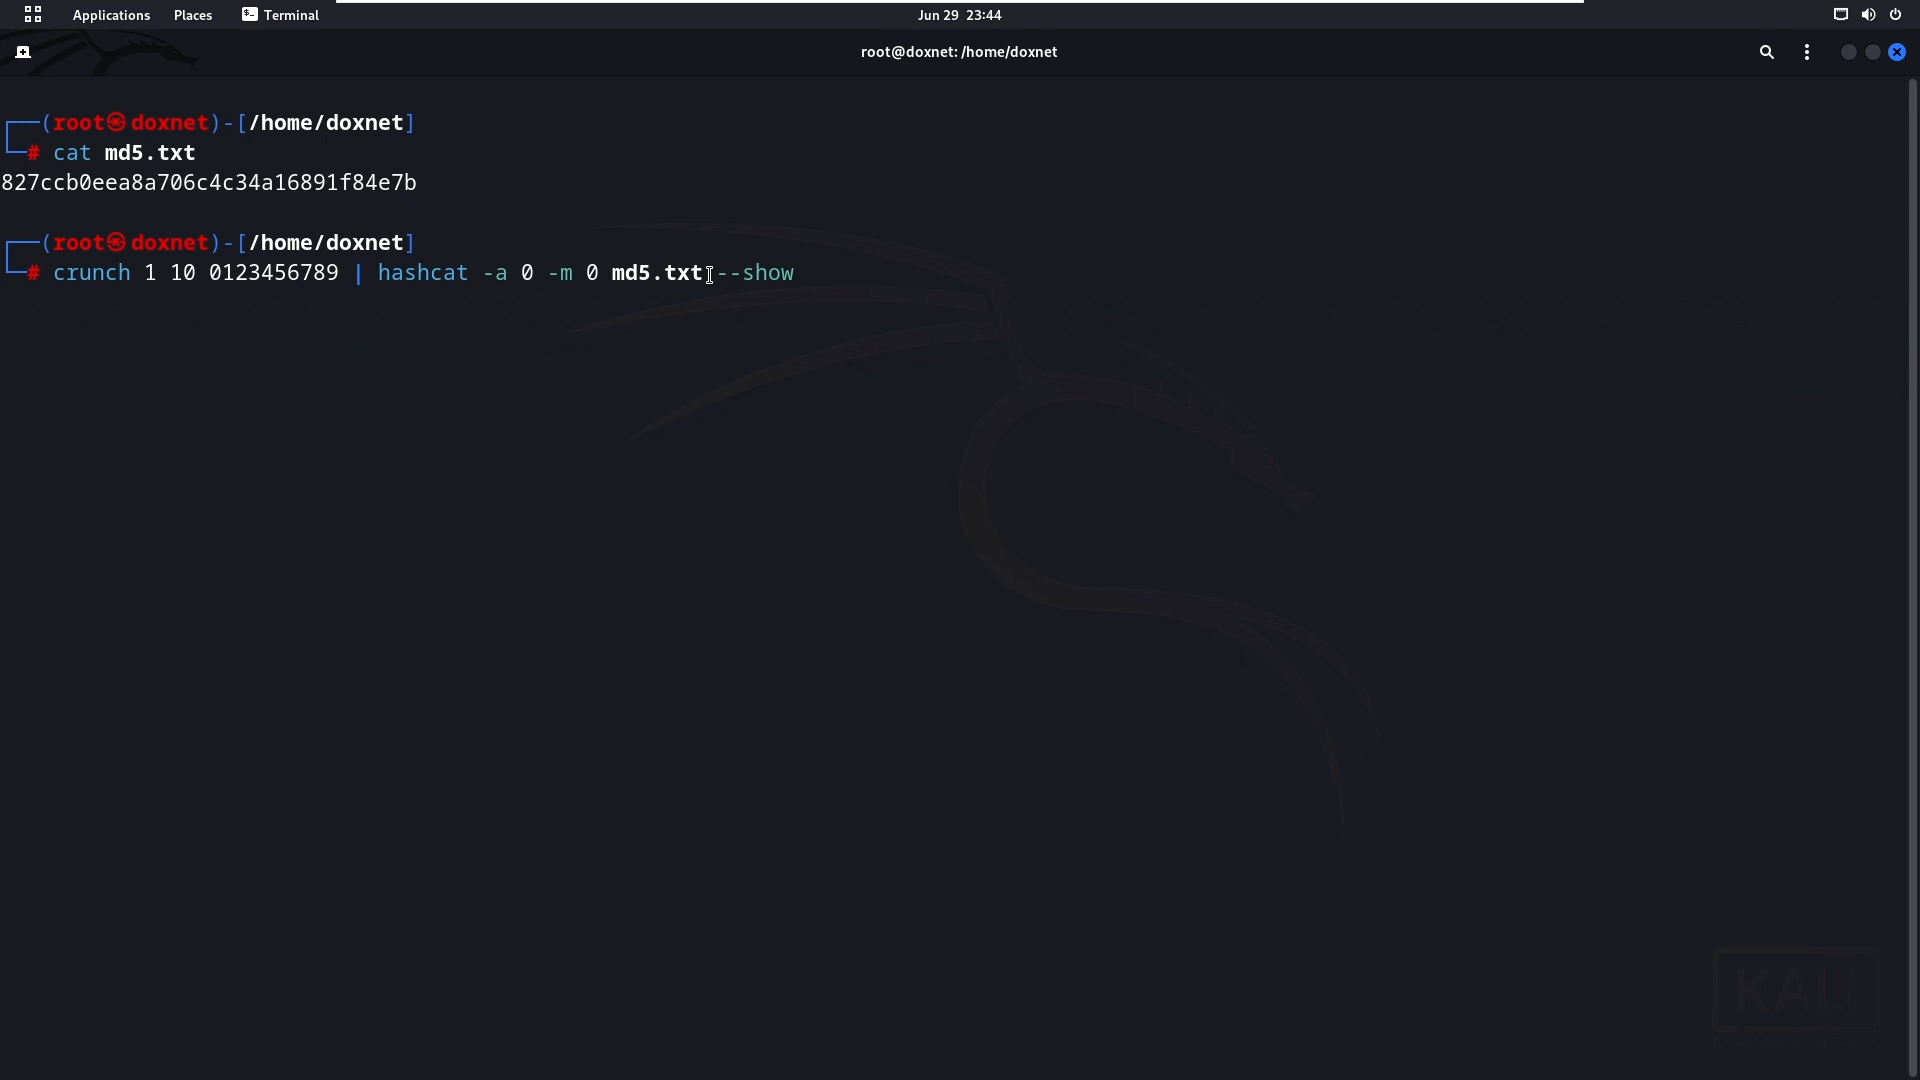 Applications Places Terminal Jun 29 23:44
root@doxnet: /home/doxnet
(root㉿doxnet)-[/home/doxnet]
# cat md5.txt
827ccb0eea8a706c4c34a16891f84e7b
(root㉿doxnet)-[/home/doxnet]
# crunch 1 10 0123456789 | hashcat -a 0 -m 0 md5.txt --show
KALI